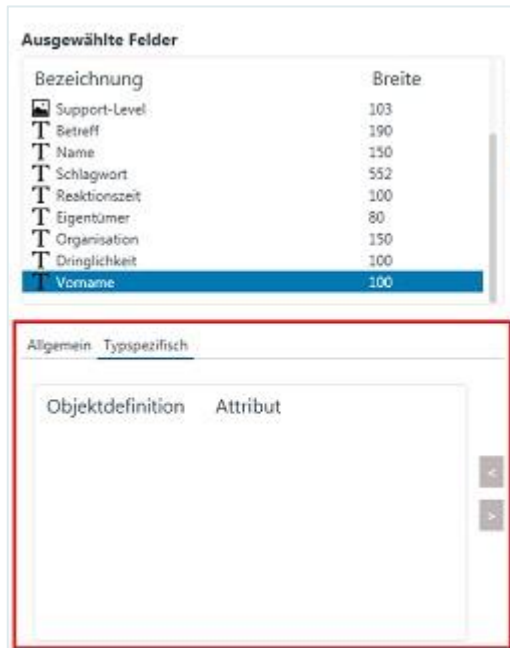 Ausgewählte Felder
Bezeichnung Breite
Support-Level 103
T Betreff 190
T Name 150
T Schlagwort 552
T Reaktionszeit 100
T Eigentümer 80
T Organisation 150
T Dringlichkeit 100
T Vorname 100
Allgemein Typspezifisch
Objektdefinition Attribut
<
>